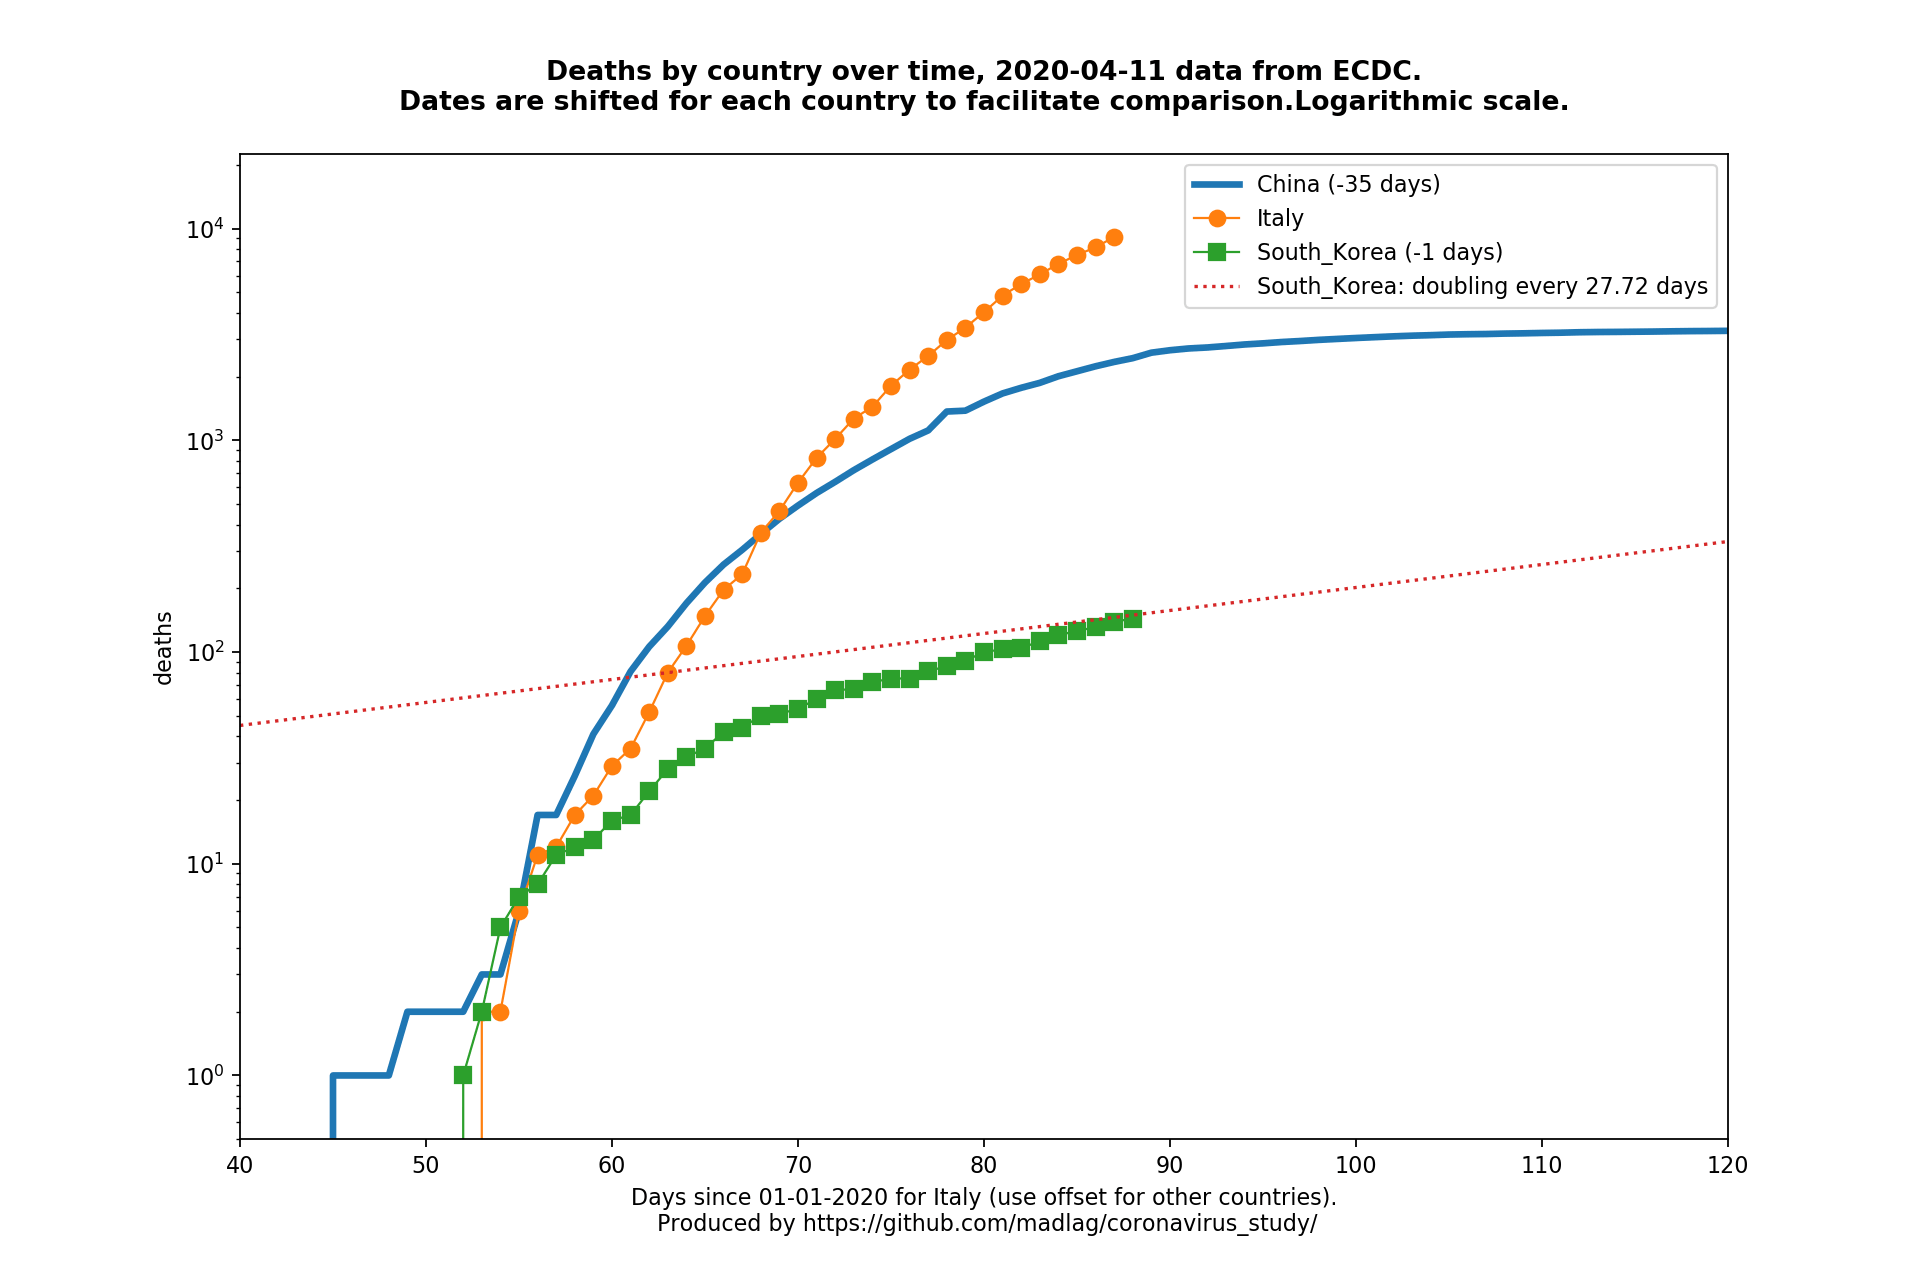 Deaths by country over time, 2020-04-11 data from ECDC.
Dates are shifted for each country to facilitate comparison.Logarithmic scale.
China (-35 days)
Italy
South_Korea (-1 days)
South_Korea: doubling every 27.72 days
deaths
10⁴
10³
10²
10¹
10⁰
40 50 60 70 80 90 100 110 120
Days since 01-01-2020 for Italy (use offset for other countries).
Produced by https://github.com/madlag/coronavirus_study/